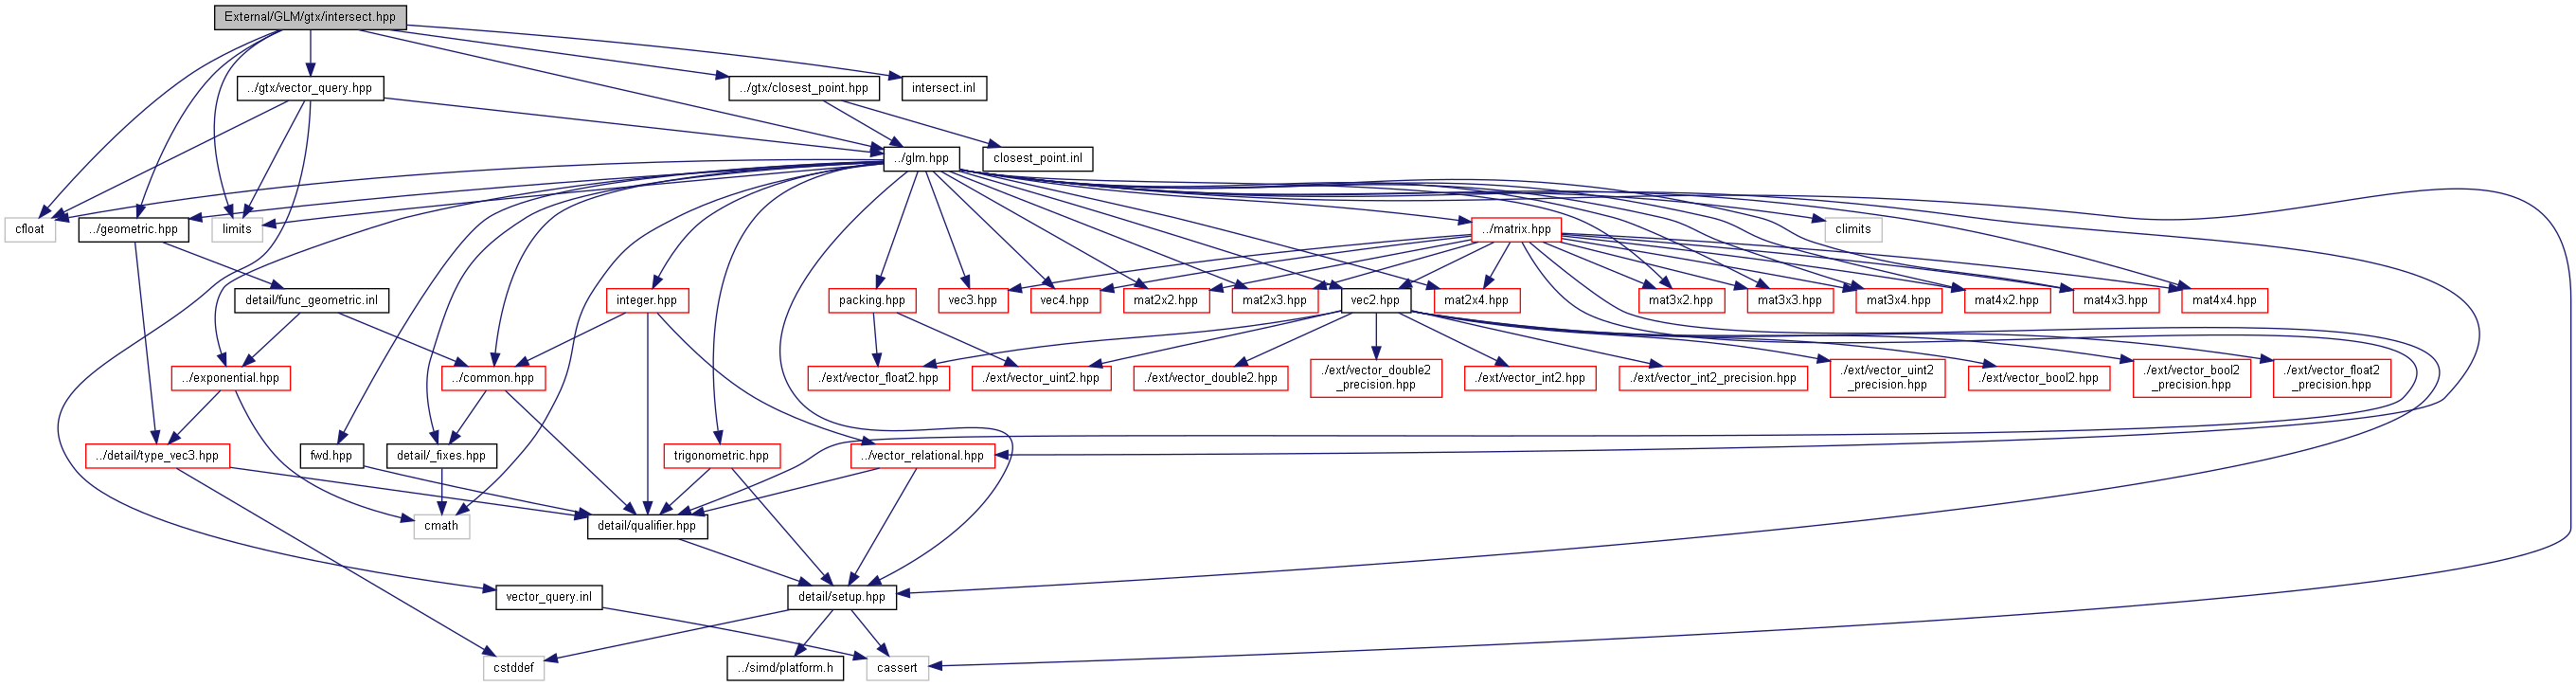 External/GLM/gtx/intersect.hpp
../gtx/vector_query.hpp
../gtx/closest_point.hpp
intersect.inl
../glm.hpp
closest_point.inl
cfloat
../geometric.hpp
limits
../matrix.hpp
climits
detail/func_geometric.inl
integer.hpp
packing.hpp
vec3.hpp
vec4.hpp
mat2x2.hpp
mat2x3.hpp
vec2.hpp
mat2x4.hpp
mat3x2.hpp
mat3x3.hpp
mat3x4.hpp
mat4x2.hpp
mat4x3.hpp
mat4x4.hpp
../exponential.hpp
../common.hpp
./ext/vector_float2.hpp
./ext/vector_uint2.hpp
./ext/vector_double2.hpp
./ext/vector_double2
_precision.hpp
./ext/vector_int2.hpp
./ext/vector_int2_precision.hpp
./ext/vector_uint2
_precision.hpp
./ext/vector_bool2.hpp
./ext/vector_bool2
_precision.hpp
./ext/vector_float2
_precision.hpp
../detail/type_vec3.hpp
fwd.hpp
detail/_fixes.hpp
trigonometric.hpp
../vector_relational.hpp
cmath
detail/qualifier.hpp
vector_query.inl
detail/setup.hpp
cstddef
../simd/platform.h
cassert